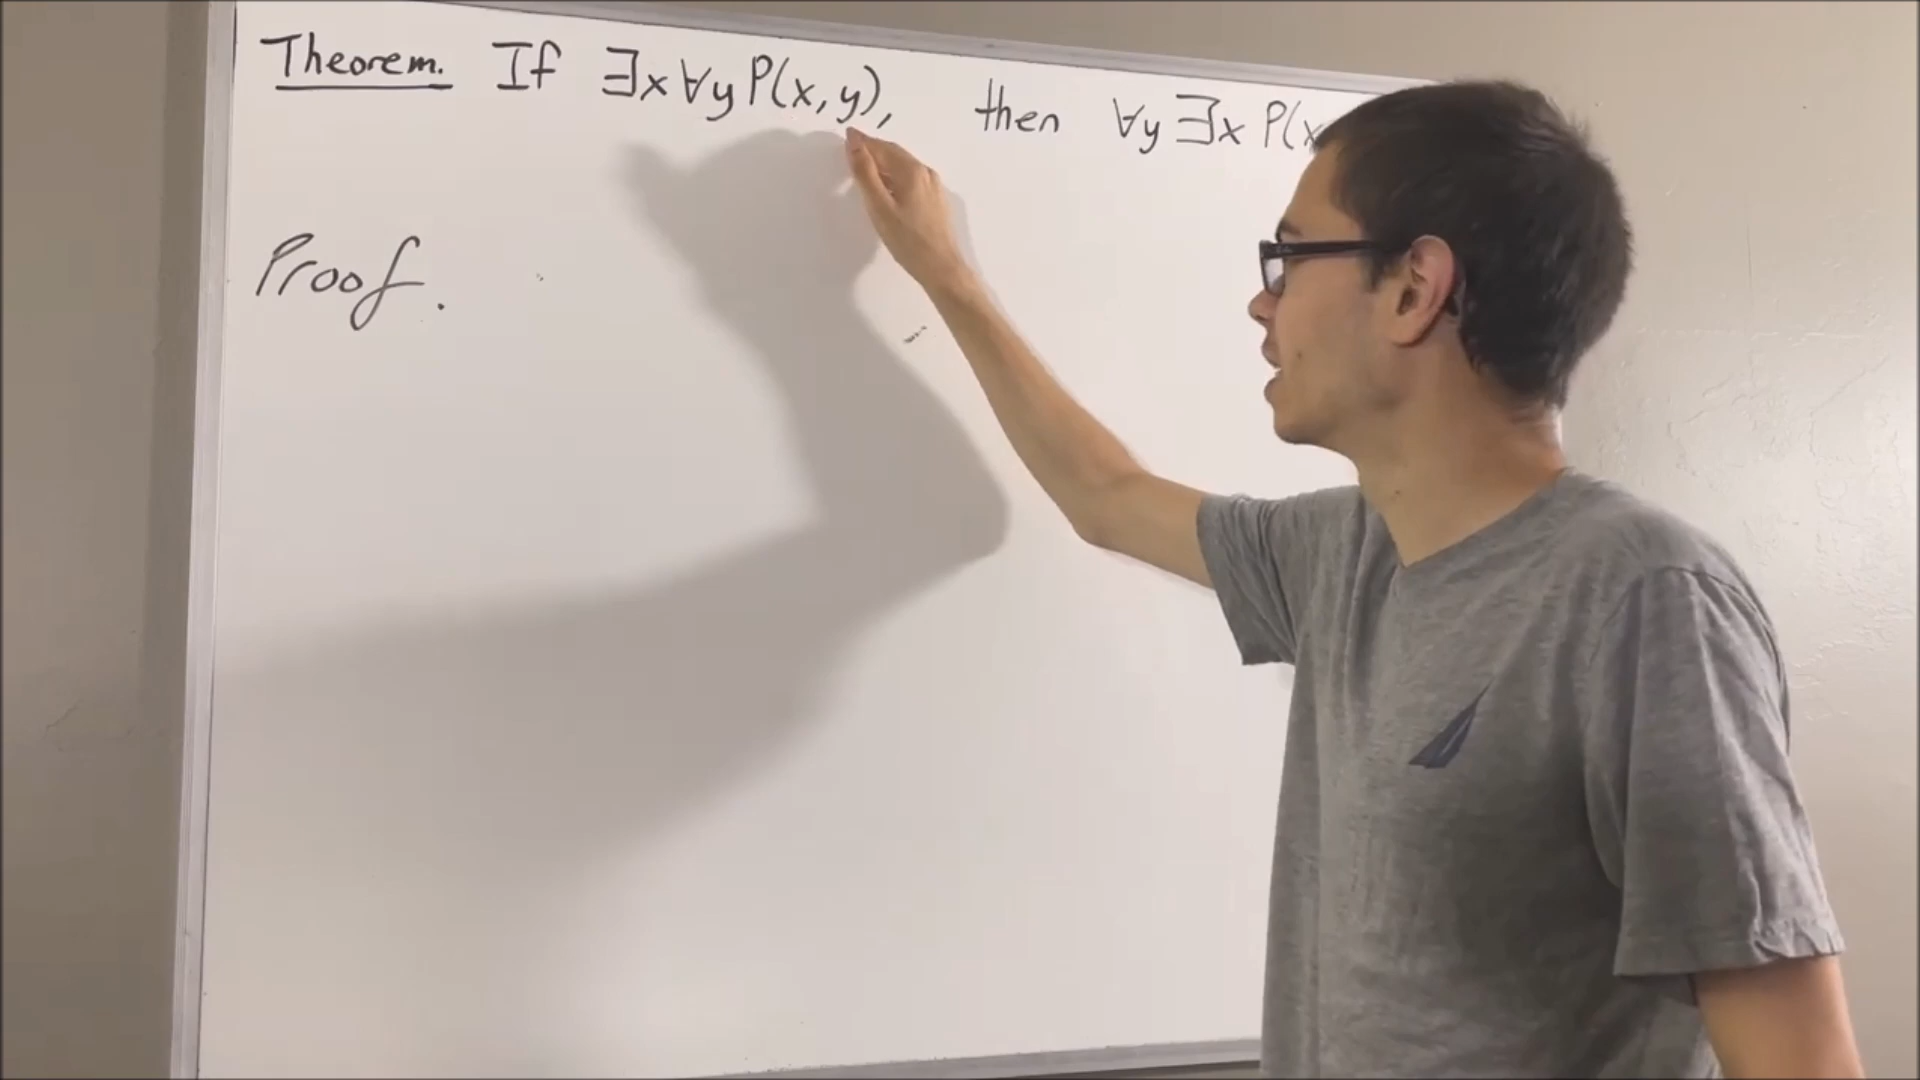 Theorem. If ∃x∀y P(x,y), then ∀y ∃x P(x
Proof.